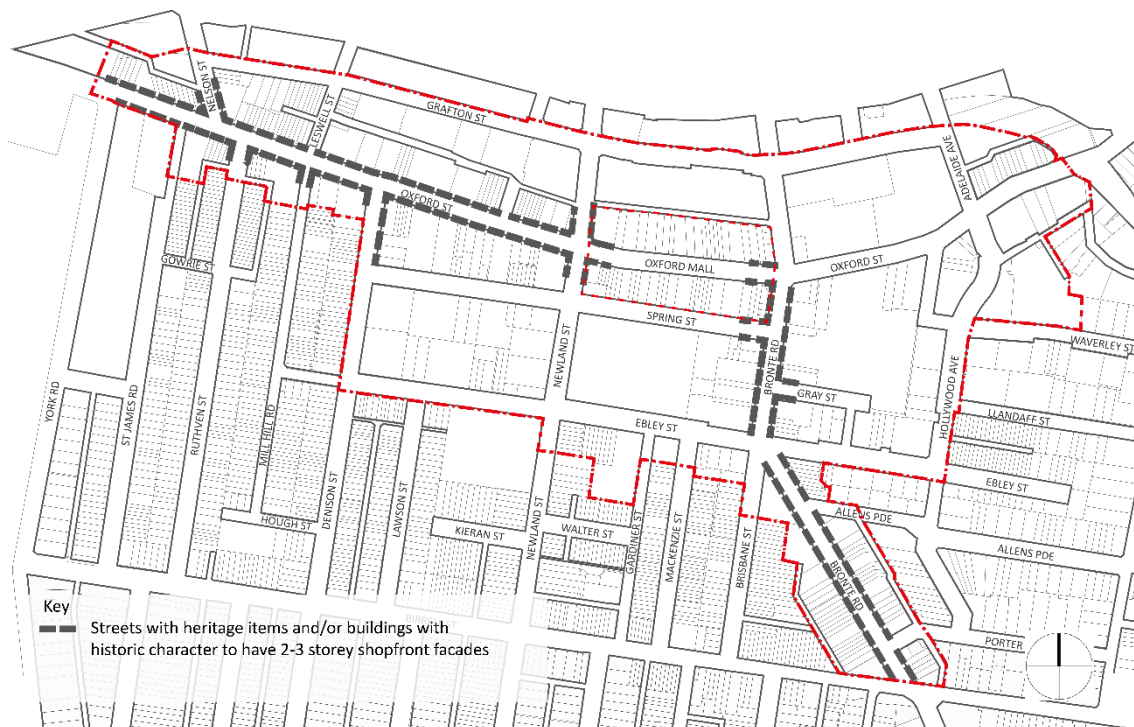 NELSON ST
LESWELL ST
GRAFTON ST
ADELAIDE AVE
OXFORD ST
OXFORD MALL
OXFORD ST
GOWRIE ST
SPRING ST
BRONTE RD
WAVERLEY ST
NEWLAND ST
GRAY ST
HOLLYWOOD AVE
LLANDAFF ST
YORK RD
ST JAMES RD
RUTHVEN ST
MILL HILL RD
EBLEY ST
EBLEY ST
DENISON ST
LAWSON ST
ALLENS PDE
HOUGH ST
KIERAN ST
NEWLAND ST
WALTER ST
GARDINER ST
MACKENZIE ST
BRISBANE ST
ALLENS PDE
BRONTE RD
PORTER
Key
Streets with heritage items and/or buildings with
historic character to have 2-3 storey shopfront facades